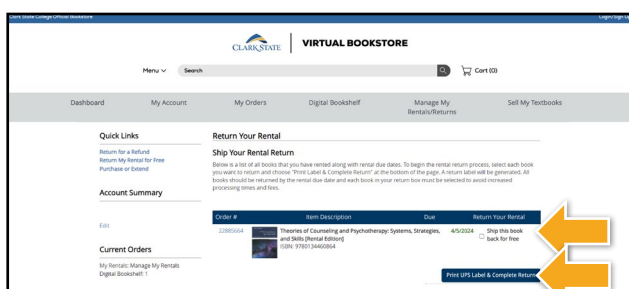 Clark State College Official Bookstore
Login/Sign Up
CLARK STATE
VIRTUAL BOOKSTORE
Menu
Search
Cart (0)
Dashboard
My Account
My Orders
Digital Bookshelf
Manage My
Rentals/Returns
Sell My Textbooks
Quick Links
Return for a Refund
Return My Rental for Free
Purchase or Extend
Account Summary
Edit
Current Orders
My Rentals: Manage My Rentals
Digital Bookshelf: 1
Return Your Rental
Ship Your Rental Return
Below is a list of all books that you have rented along with rental due dates. To begin the rental return process, select each book
you want to return and choose "Print Label & Complete Return" at the bottom of the page. A return label will be generated. All
books should be returned by the rental due date and each book in your return box must be selected to avoid increased
processing times and fees.
Order # Item Description Due Return Your Rental
22885664 Theories of Counseling and Psychotherapy: Systems, Strategies, 4/5/2024 Ship this book
and Skills [Rental Edition] back for free
ISBN: 9780134460864
Print UPS Label & Complete Return